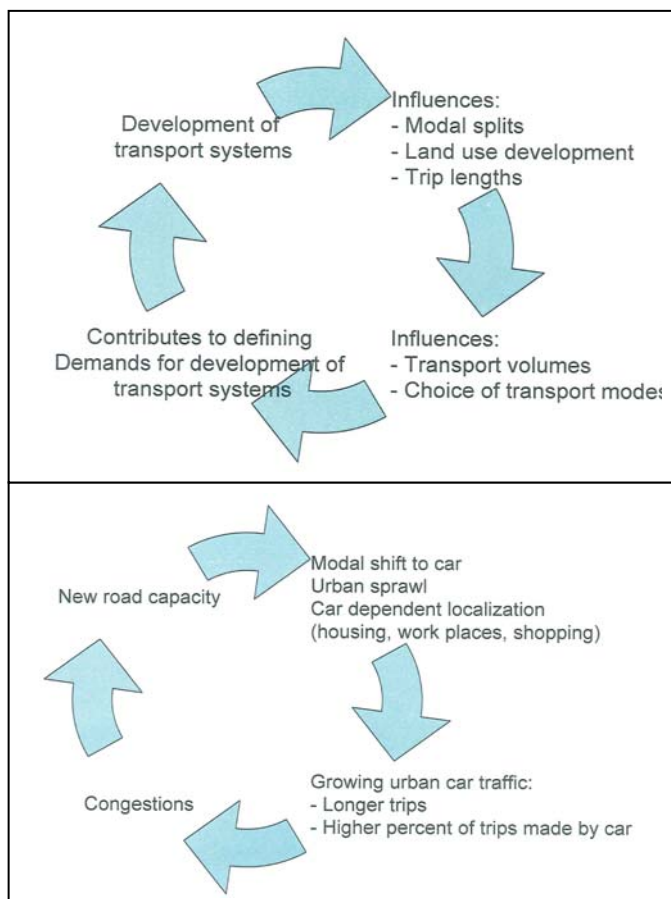 Development of
transport systems
Influences:
- Modal splits
- Land use development
- Trip lengths
Influences:
- Transport volumes
- Choice of transport modes
Contributes to defining
Demands for development of
transport systems
New road capacity
Modal shift to car
Urban sprawl
Car dependent localization
(housing, work places, shopping)
Growing urban car traffic:
- Longer trips
- Higher percent of trips made by car
Congestions